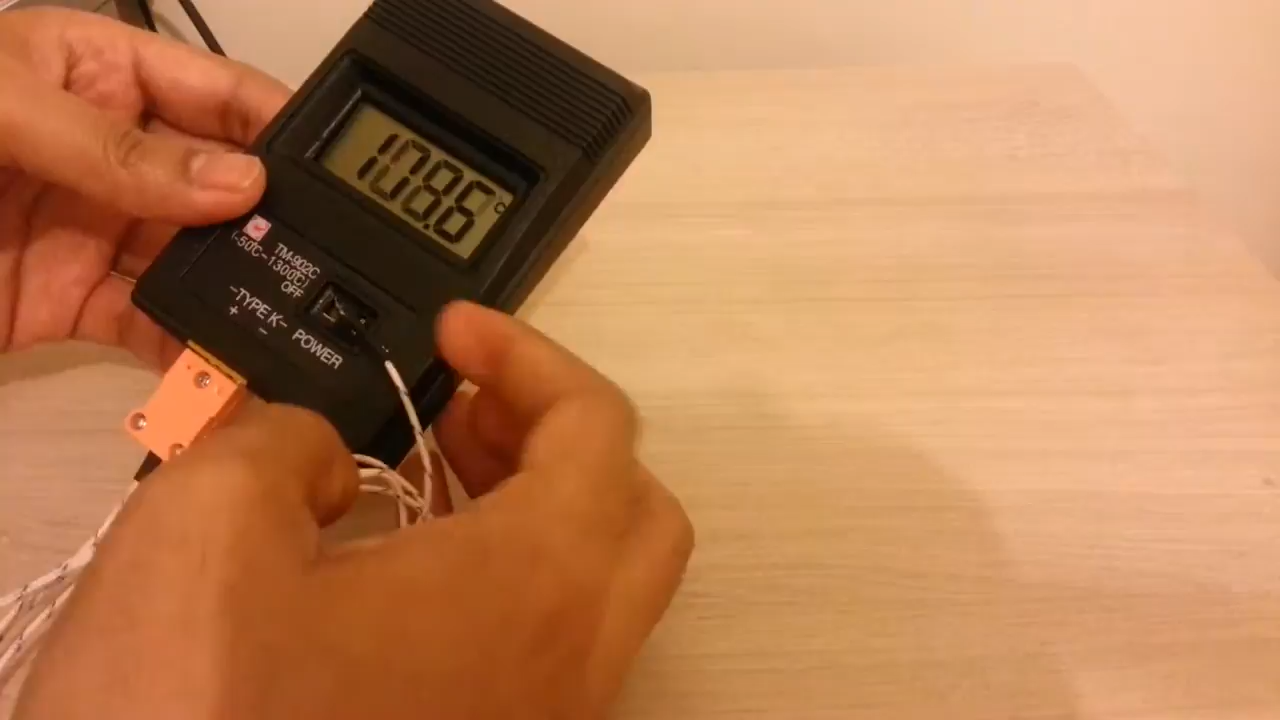 108.6 °C
TM-902C
(-50℃~1300℃)
OFF
-TYPE K-
+ -
POWER